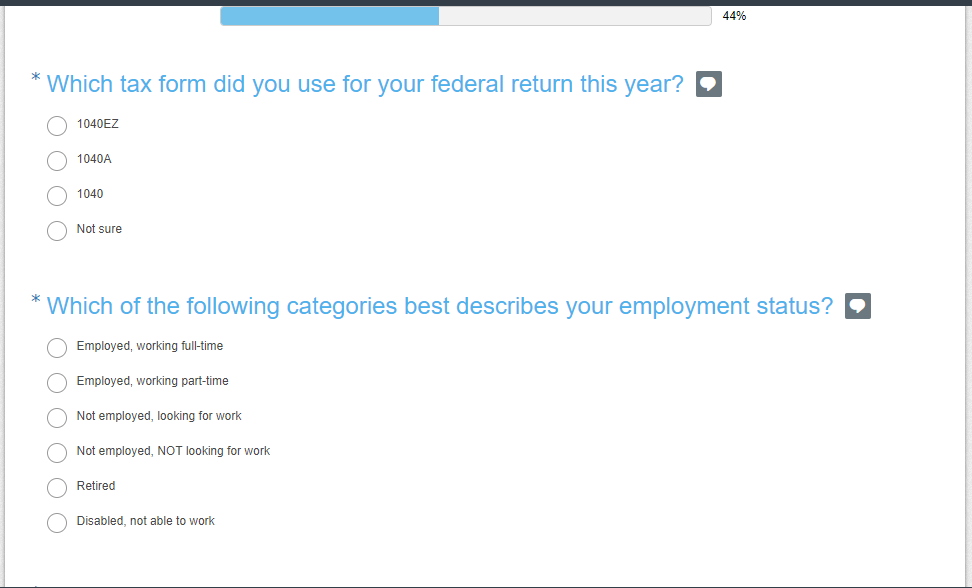 44%
* Which tax form did you use for your federal return this year?
1040EZ
1040A
1040
Not sure
* Which of the following categories best describes your employment status?
Employed, working full-time
Employed, working part-time
Not employed, looking for work
Not employed, NOT looking for work
Retired
Disabled, not able to work